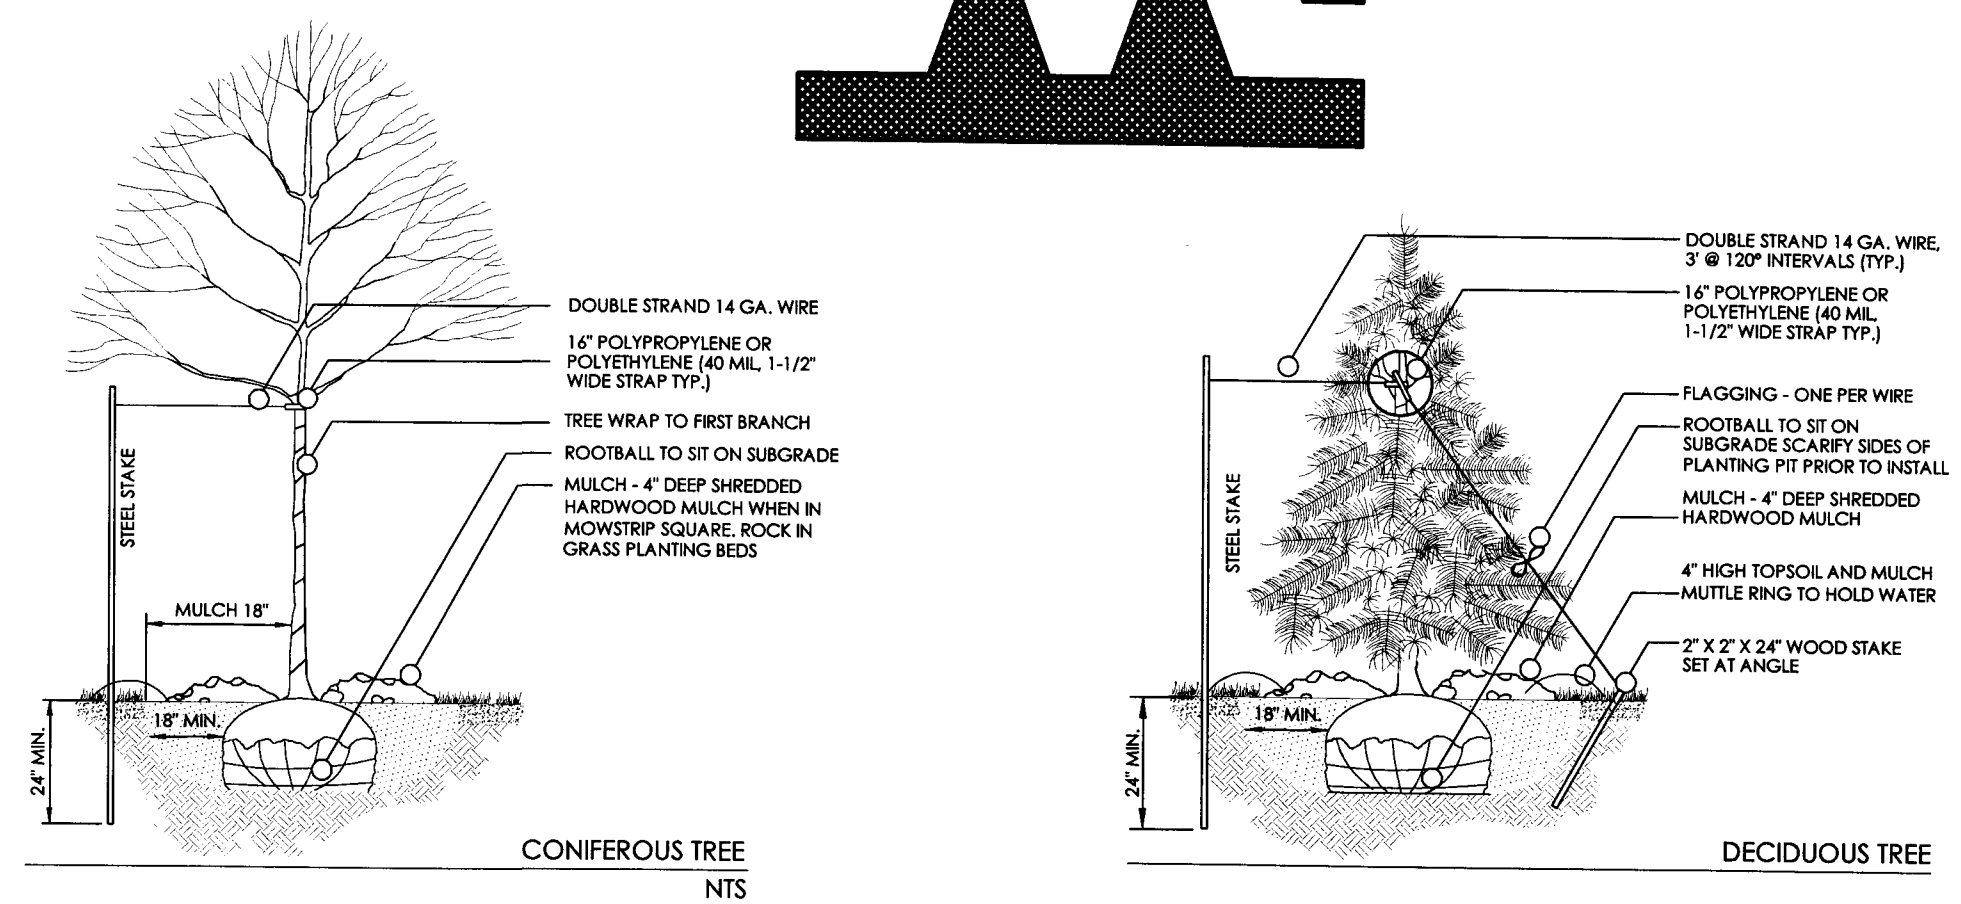 DOUBLE STRAND 14 GA. WIRE
16" POLYPROPYLENE OR
POLYETHYLENE (40 MIL, 1-1/2"
WIDE STRAP TYP.)
TREE WRAP TO FIRST BRANCH
ROOTBALL TO SIT ON SUBGRADE
MULCH - 4" DEEP SHREDDED
HARDWOOD MULCH WHEN IN
MOWSTRIP SQUARE. ROCK IN
GRASS PLANTING BEDS
STEEL STAKE
MULCH 18"
18" MIN.
24" MIN.
CONIFEROUS TREE
NTS
DOUBLE STRAND 14 GA. WIRE,
3' @ 120° INTERVALS (TYP.)
16" POLYPROPYLENE OR
POLYETHYLENE (40 MIL,
1-1/2" WIDE STRAP TYP.)
FLAGGING - ONE PER WIRE
ROOTBALL TO SIT ON
SUBGRADE SCARIFY SIDES OF
PLANTING PIT PRIOR TO INSTALL
MULCH - 4" DEEP SHREDDED
HARDWOOD MULCH
4" HIGH TOPSOIL AND MULCH
MUTTLE RING TO HOLD WATER
2" X 2" X 24" WOOD STAKE
SET AT ANGLE
STEEL STAKE
18" MIN.
24" MIN.
DECIDUOUS TREE